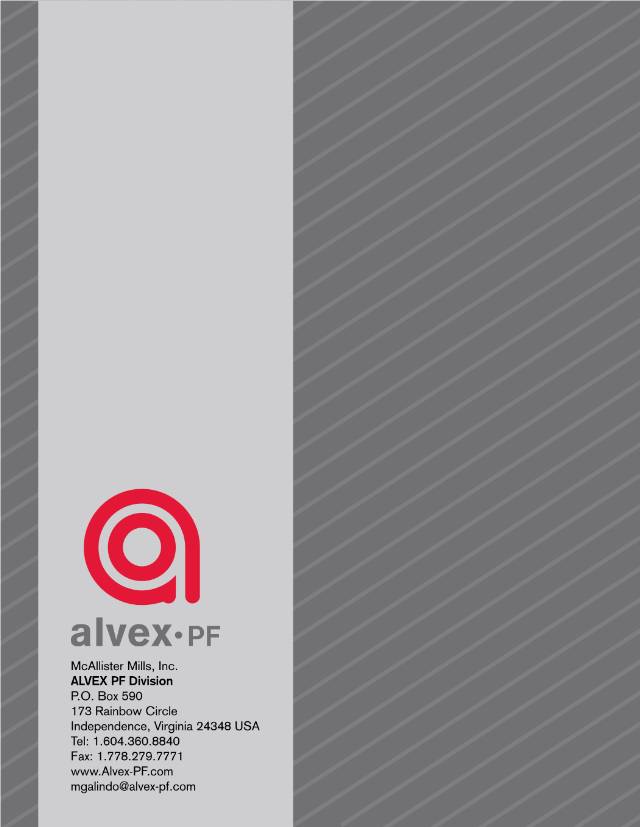 alvex·PF
McAllister Mills, Inc.
ALVEX PF Division
P.O. Box 590
173 Rainbow Circle
Independence, Virginia 24348 USA
Tel: 1.604.360.8840
Fax: 1.778.279.7771
www.Alvex-PF.com
mgalindo@alvex-pf.com